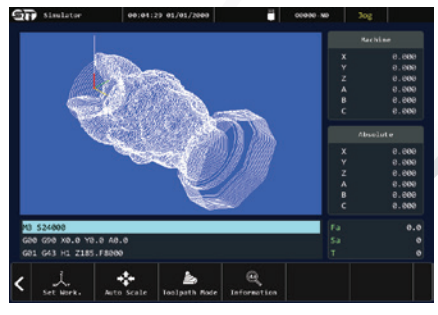 Simulator 00:04:29 01/01/2000 O0000 N0 Jog
Machine
X 0.000
Y 0.000
Z 0.000
A 0.000
B 0.000
C 0.000
Absolute
X 0.000
Y 0.000
Z 0.000
A 0.000
B 0.000
C 0.000
M3 S24000
G00 G90 X0.0 Y0.0 A0.0
G01 G43 H1 Z185.F8000
Fa 0.0
Sa 0
T 0
Set Work. Auto Scale Toolpath Mode Information